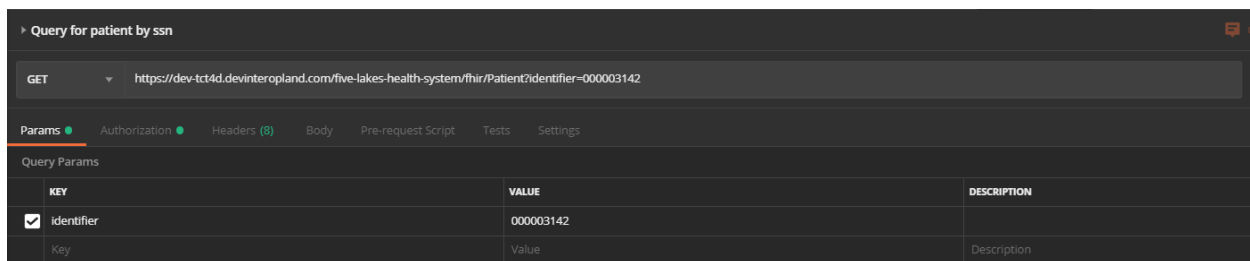 Query for patient by ssn
GET https://dev-tct4d.devinteropland.com/five-lakes-health-system/fhir/Patient?identifier=000003142
Params Authorization Headers (8) Body Pre-request Script Tests Settings
Query Params
KEY VALUE DESCRIPTION
identifier 000003142
Key Value Description